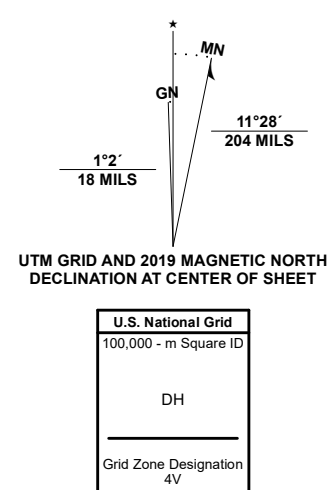 ★
MN
GN
11°28´
204 MILS
1°2´
18 MILS
UTM GRID AND 2019 MAGNETIC NORTH
DECLINATION AT CENTER OF SHEET
U.S. National Grid
100,000 - m Square ID
DH
Grid Zone Designation
4V